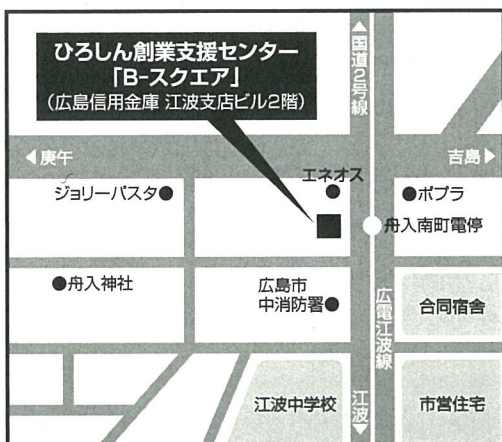 ひろしん創業支援センター
「B-スクエア」
(広島信用金庫 江波支店ビル2階)
▲国道2号線
◀庚午
吉島▶
エネオス
ジョリーパスタ●
●ポプラ
舟入南町電停
●舟入神社
広島市
中消防署●
広電江波線
合同宿舎
江波中学校
江波▼
市営住宅